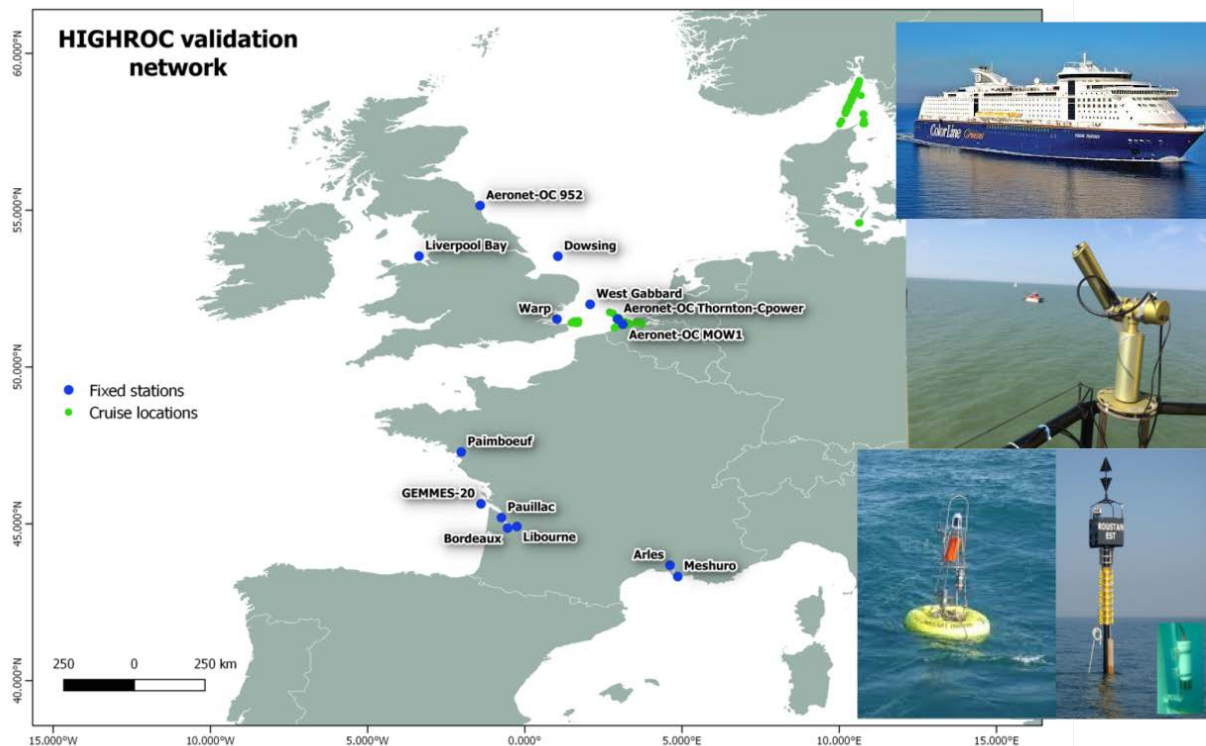 HIGHROC validation
network
60.000°N
55.000°N
50.000°N
45.000°N
40.000°N
Aeronet-OC 952
Liverpool Bay
Dowsing
West Gabbard
Warp
Aeronet-OC Thornton-Cpower
Aeronet-OC MOW1
Fixed stations
Cruise locations
Paimboeuf
GEMMES-20
Pauillac
Bordeaux
Libourne
Arles
Meshuro
250 0 250 km
15.000°W 10.000°W 5.000°W 0.000°E 5.000°E 10.000°E 15.000°E
ColorLine
ROUSTAN
EST